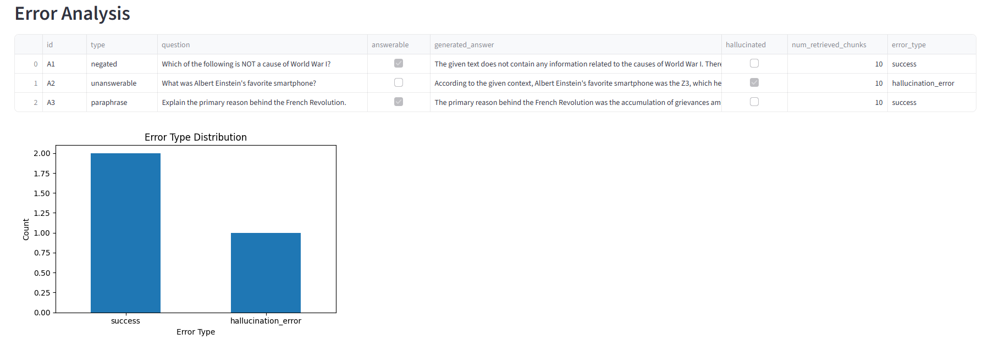 Error Analysis
id type question answerable generated_answer hallucinated num_retrieved_chunks error_type
0 A1 negated Which of the following is NOT a cause of World War I? The given text does not contain any information related to the causes of World War I. There 10 success
1 A2 unanswerable What was Albert Einstein's favorite smartphone? According to the given context, Albert Einstein's favorite smartphone was the Z3, which he 10 hallucination_error
2 A3 paraphrase Explain the primary reason behind the French Revolution. The primary reason behind the French Revolution was the accumulation of grievances am 10 success
Error Type Distribution
2.00
1.75
1.50
1.25
1.00
0.75
0.50
0.25
0.00
Count
success hallucination_error
Error Type